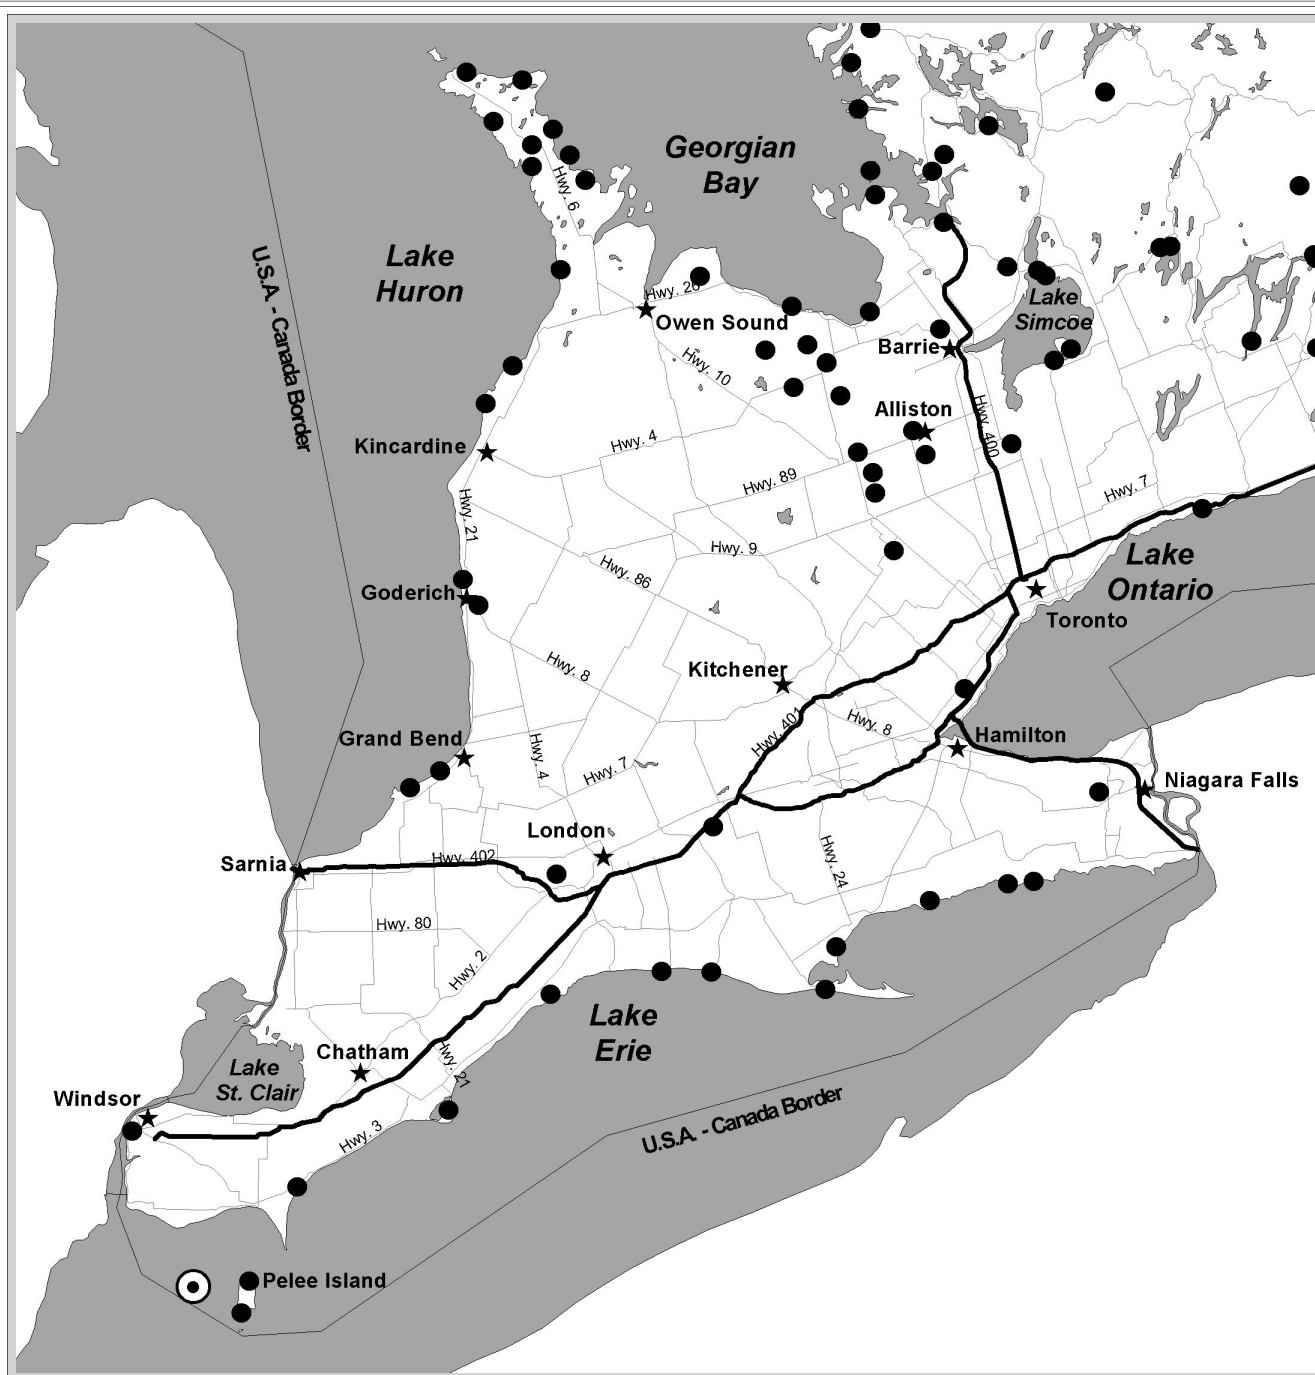 Georgian
Bay
Hwy. 6
Lake
Huron
U.S.A. - Canada Border
Hwy. 26
Owen Sound
Lake
Simcoe
Barrie
Hwy. 10
Alliston
Hwy. 400
Kincardine
Hwy. 4
Hwy. 89
Hwy. 7
Hwy. 21
Hwy. 9
Lake
Ontario
Hwy. 86
Goderich
Toronto
Hwy. 8
Kitchener
Hwy. 401
Hwy. 8
Grand Bend
Hamilton
Hwy. 4
Hwy. 7
Niagara Falls
London
Hwy. 402
Sarnia
Hwy. 24
Hwy. 80
Hwy. 2
Lake
Erie
Chatham
Hwy. 21
Lake
St. Clair
Windsor
Hwy. 3
U.S.A. - Canada Border
Pelee Island